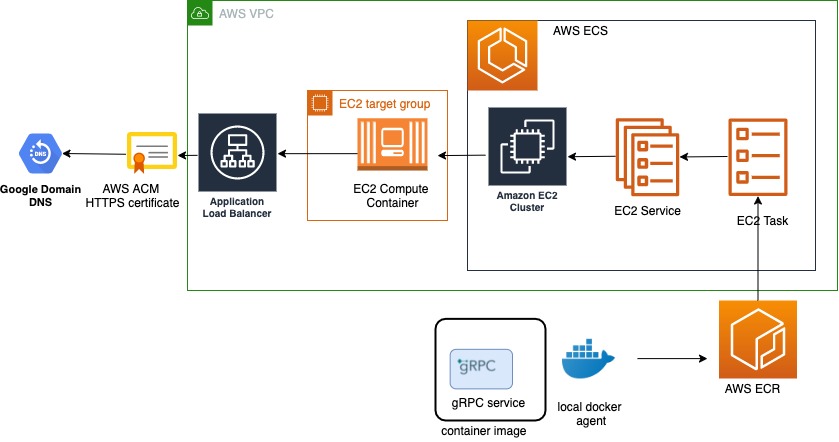 AWS VPC
AWS ECS
EC2 target group
DNS
Google Domain
DNS
AWS ACM
HTTPS certificate
Application
Load Balancer
EC2 Compute
Container
Amazon EC2
Cluster
EC2 Service
EC2 Task
gRPC
gRPC service
container image
local docker
agent
AWS ECR